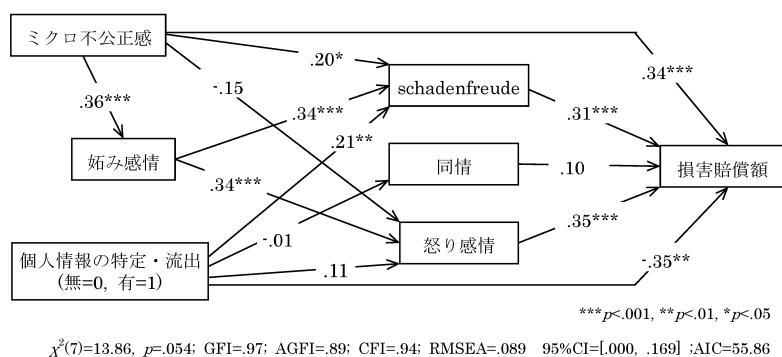 ミクロ不公正感
.20*
-.15
.34***
.36***
schadenfreude
.34***
.31***
.21**
妬み感情
同情
.10
損害賠償額
.34***
-.01
.35***
怒り感情
個人情報の特定・流出
(無=0, 有=1)
.11
-.35**
***p<.001, **p<.01, *p<.05
χ²(7)=13.86, p=.054; GFI=.97; AGFI=.89; CFI=.94; RMSEA=.089 95%CI=[.000, .169] ;AIC=55.86